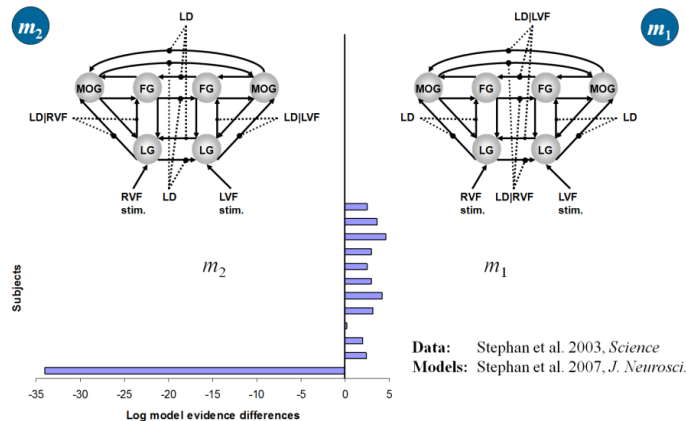 LD
LD|LVF
m2
m1
MOG FG FG MOG
MOG FG FG MOG
LD|RVF
LD|LVF
LD
LD
LG LG
LG LG
RVF
stim.
LD
LVF
stim.
RVF
stim.
LD|RVF
LVF
stim.
Subjects
m2
m1
Data: Stephan et al. 2003, Science
Models: Stephan et al. 2007, J. Neurosci.
-35 -30 -25 -20 -15 -10 -5 0 5
Log model evidence differences